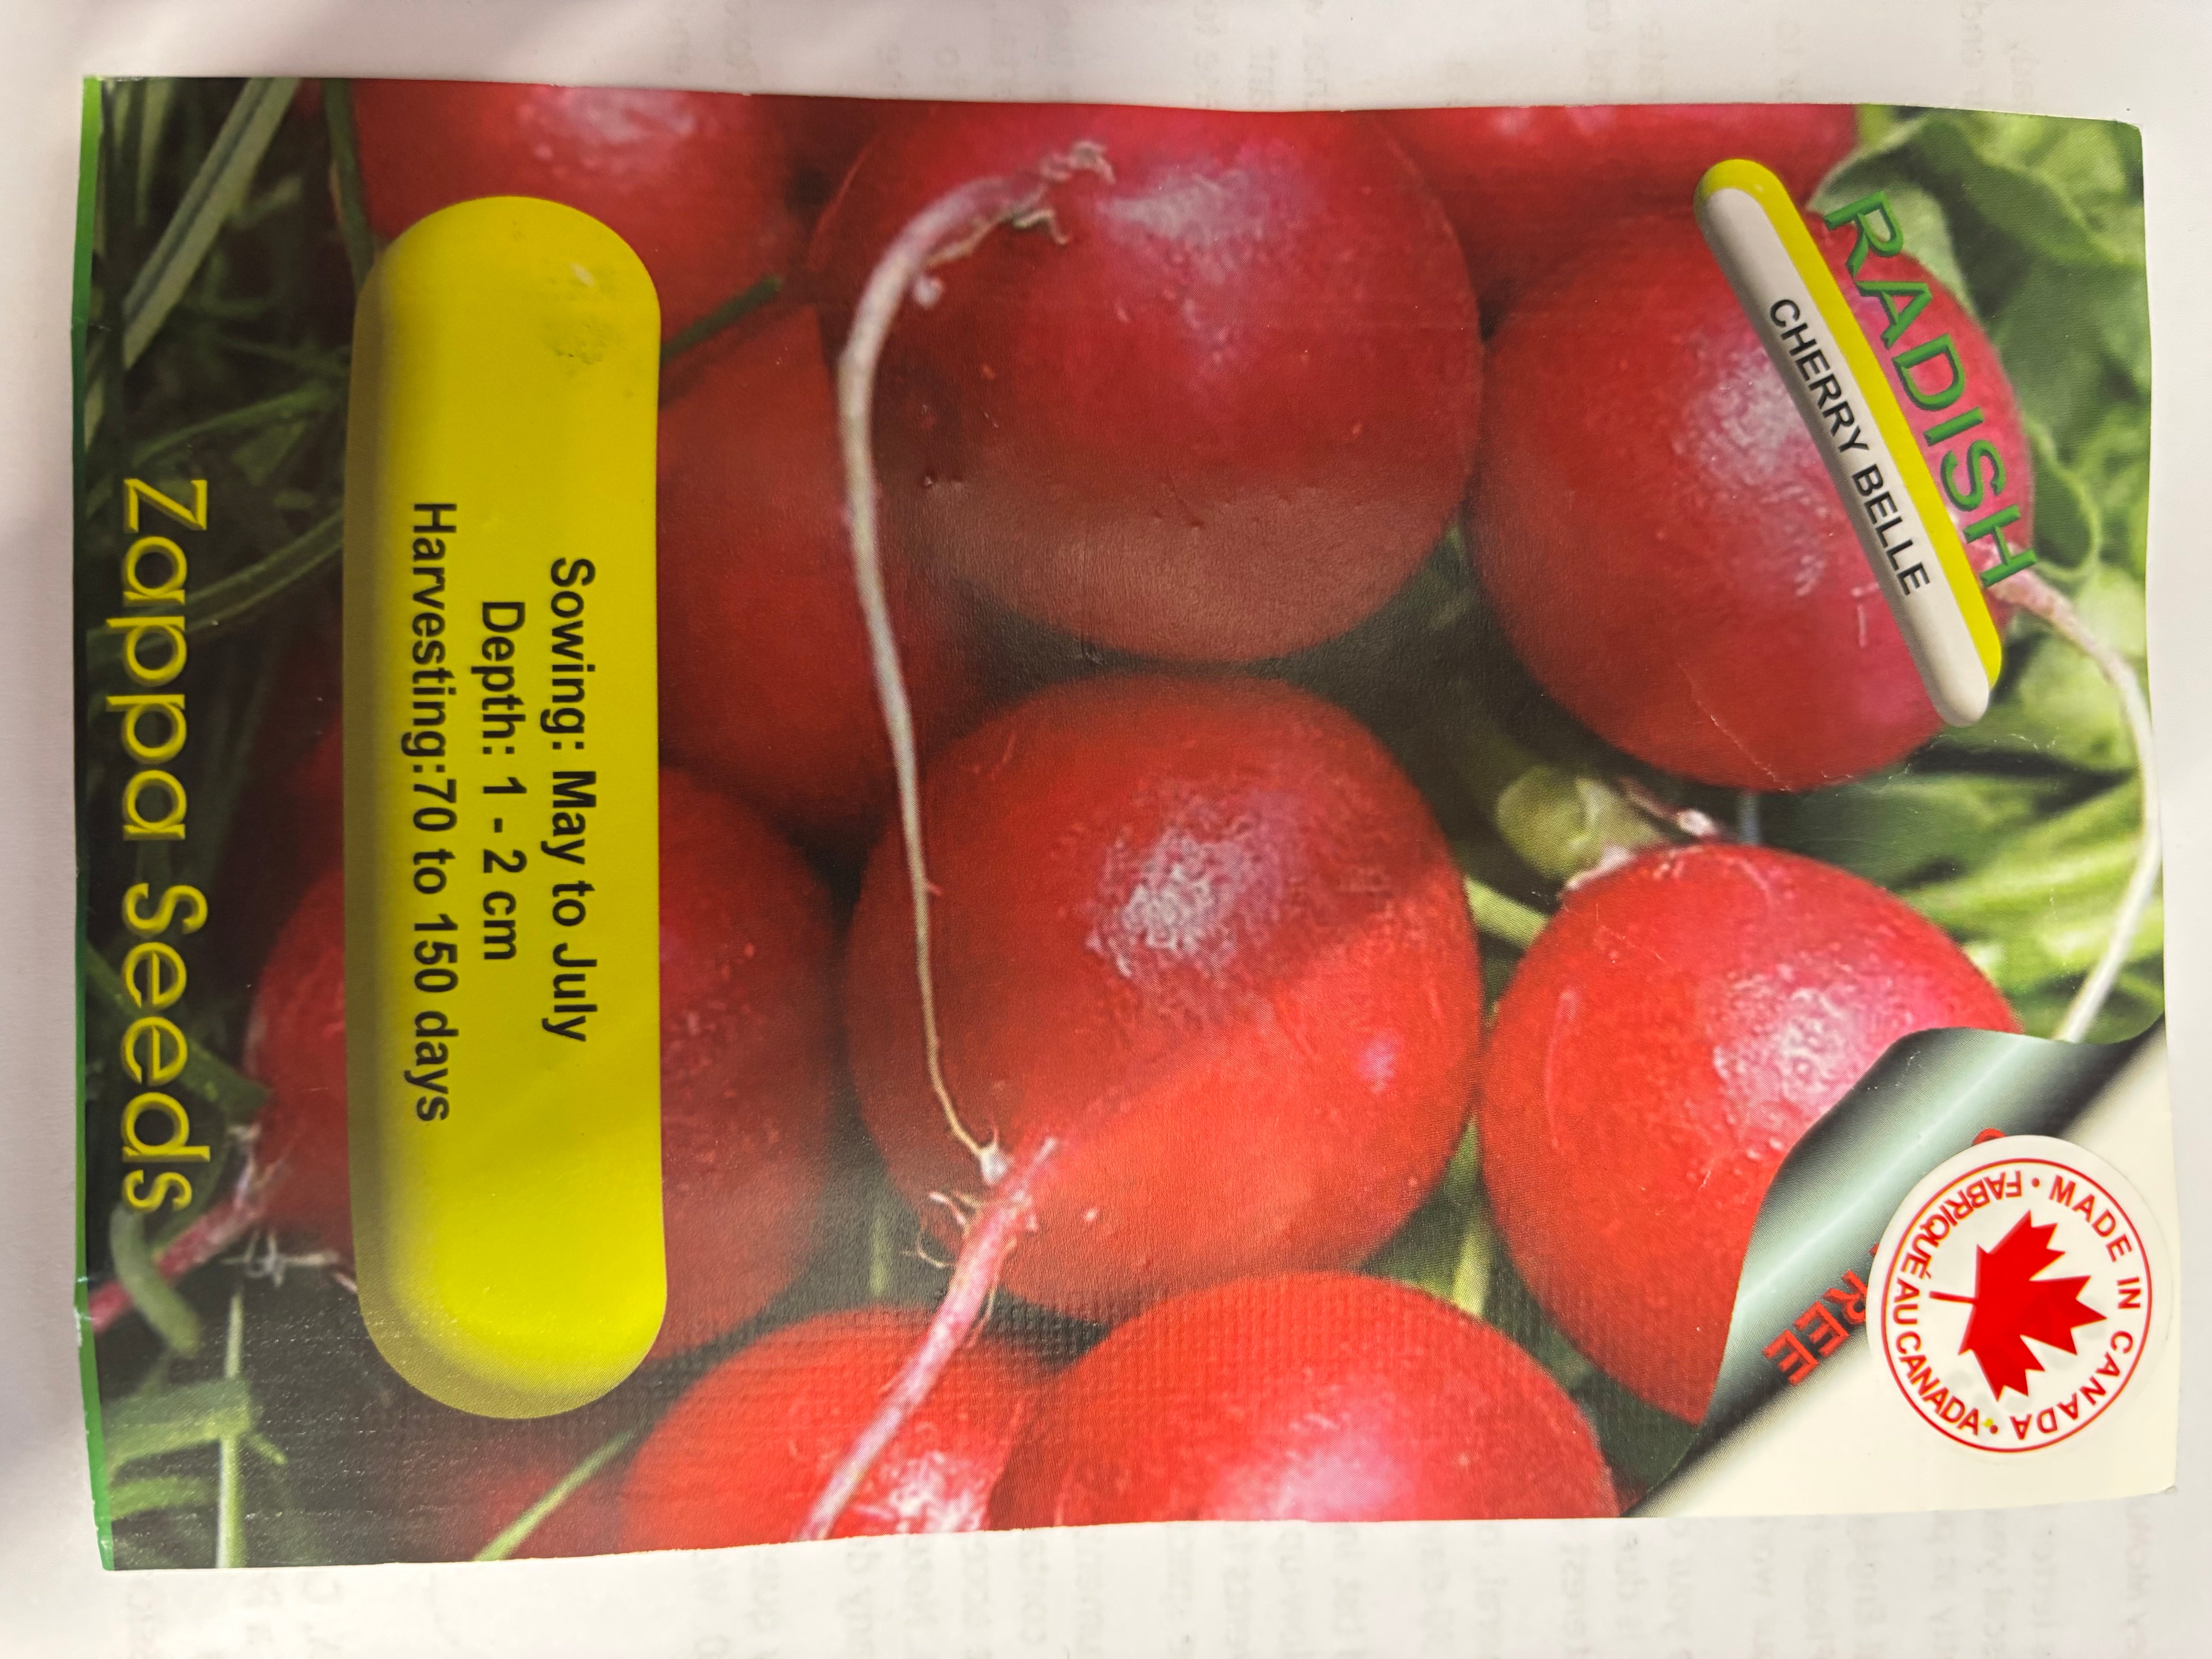 RADISH
CHERRY BELLE
MADE IN CANADA • FABRIQUÉ AU CANADA •
Sowing: May to July
Depth: 1 - 2 cm
Harvesting:70 to 150 days
Zappa Seeds